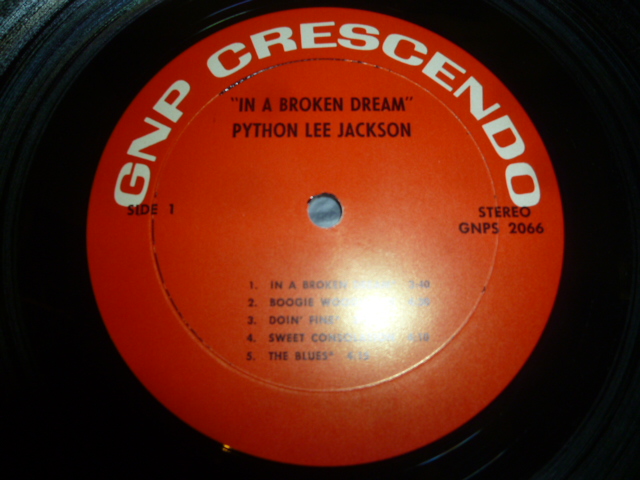 GNP CRESCENDO
"IN A BROKEN DREAM"
PYTHON LEE JACKSON
SIDE 1
STEREO
GNPS 2066
1. IN A BROKEN
2. BOOGIE
3. DOIN' FINE
4. SWEET
5. THE BLUES